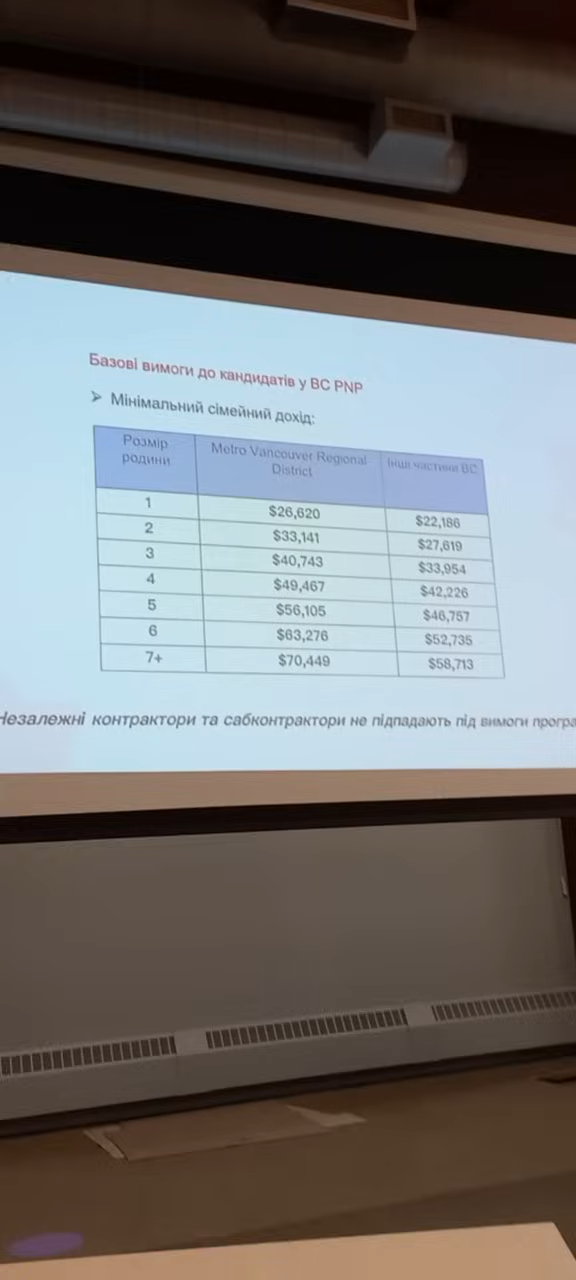 Базові вимоги до кандидатів у BC PNP
➢ Мінімальний сімейний дохід:
Розмір родини | Metro Vancouver Regional District | Інші частини BC
1 | $26,620 | $22,186
2 | $33,141 | $27,619
3 | $40,743 | $33,954
4 | $49,467 | $42,226
5 | $56,105 | $46,757
6 | $63,276 | $52,735
7+ | $70,449 | $58,713
Незалежні контрактори та сабконтрактори не підпадають під вимоги